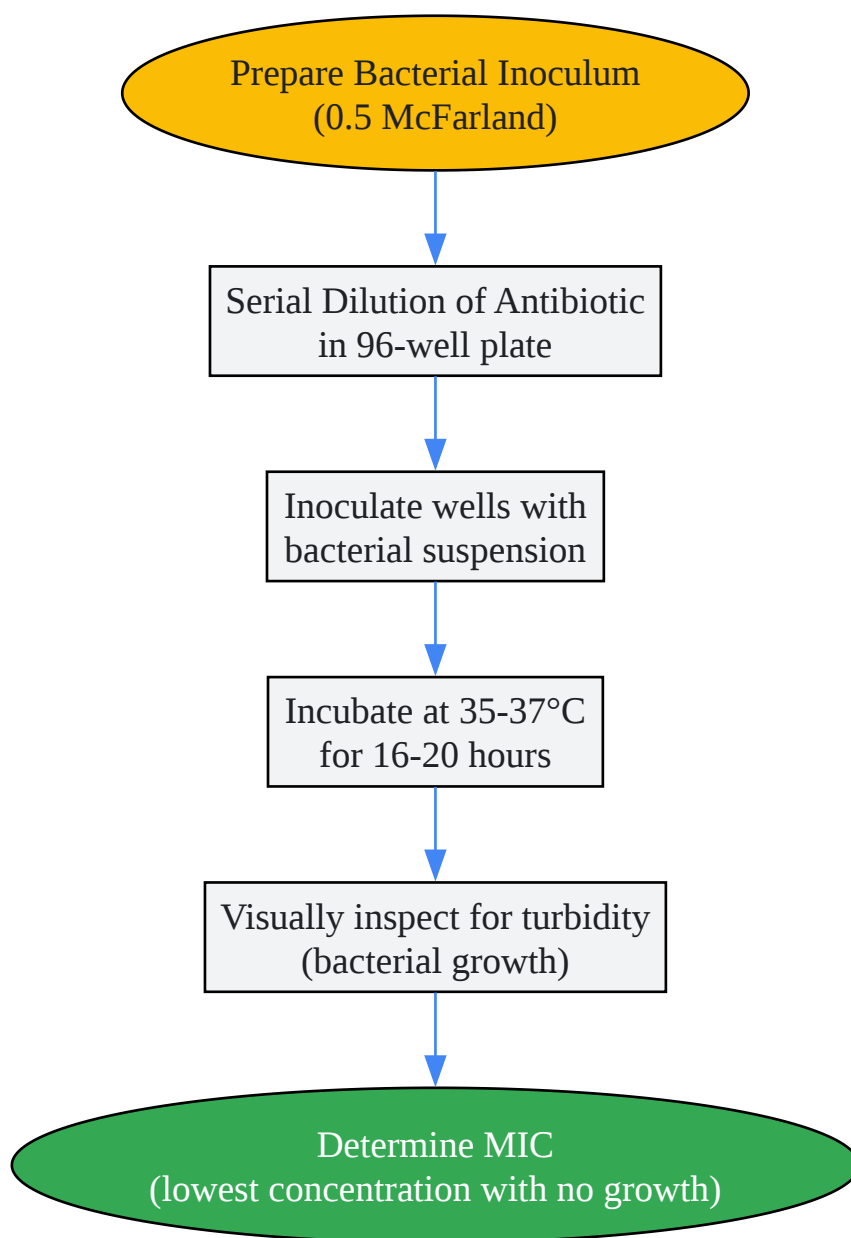 Prepare Bacterial Inoculum
(0.5 McFarland)
Serial Dilution of Antibiotic
in 96-well plate
Inoculate wells with
bacterial suspension
Incubate at 35-37°C
for 16-20 hours
Visually inspect for turbidity
(bacterial growth)
Determine MIC
(lowest concentration with no growth)